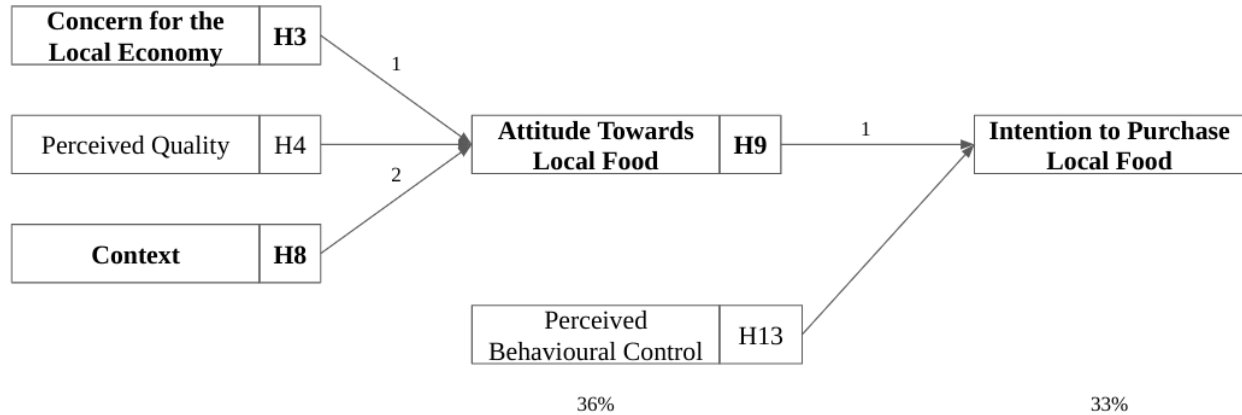 Concern for the
Local Economy
H3
1
Perceived Quality
H4
2
Context
H8
Attitude Towards
Local Food
H9
1
Intention to Purchase
Local Food
Perceived
Behavioural Control
H13
36%
33%